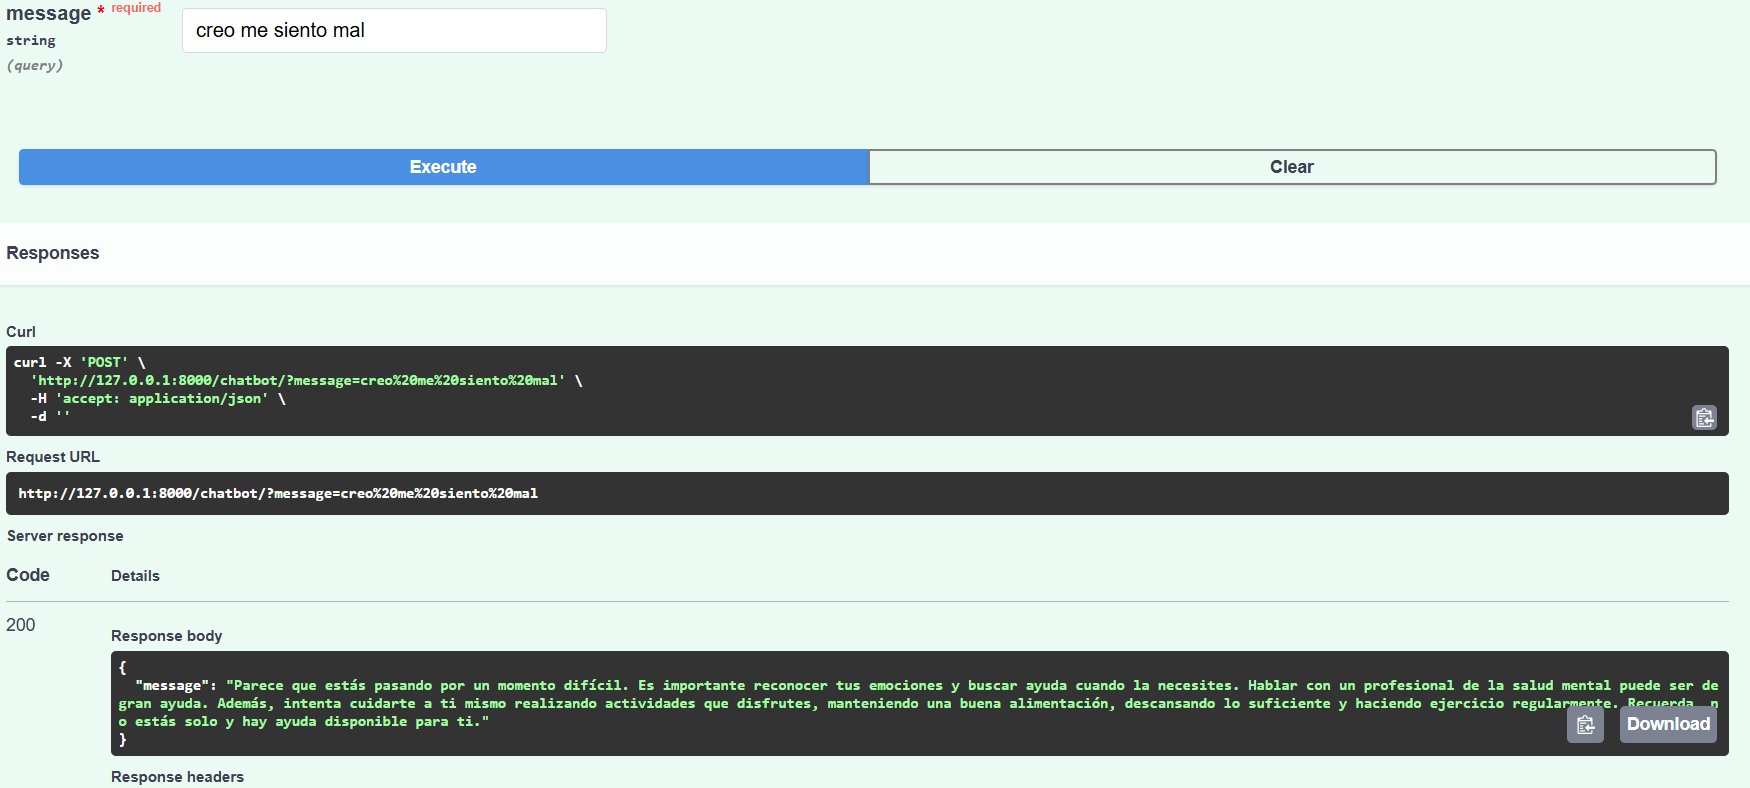 message * required
string
(query)
creo me siento mal
Execute
Clear
Responses
Curl
curl -X 'POST' \
'http://127.0.0.1:8000/chatbot/?message=creo%20me%20siento%20mal' \
-H 'accept: application/json' \
-d ''
Request URL
http://127.0.0.1:8000/chatbot/?message=creo%20me%20siento%20mal
Server response
Code
Details
200
Response body
{
"message": "Parece que estás pasando por un momento difícil. Es importante reconocer tus emociones y buscar ayuda cuando la necesites. Hablar con un profesional de la salud mental puede ser de
gran ayuda. Además, intenta cuidarte a ti mismo realizando actividades que disfrutes, manteniendo una buena alimentación, descansando lo suficiente y haciendo ejercicio regularmente. Recuerda, n
o estás solo y hay ayuda disponible para ti."
}
Download
Response headers